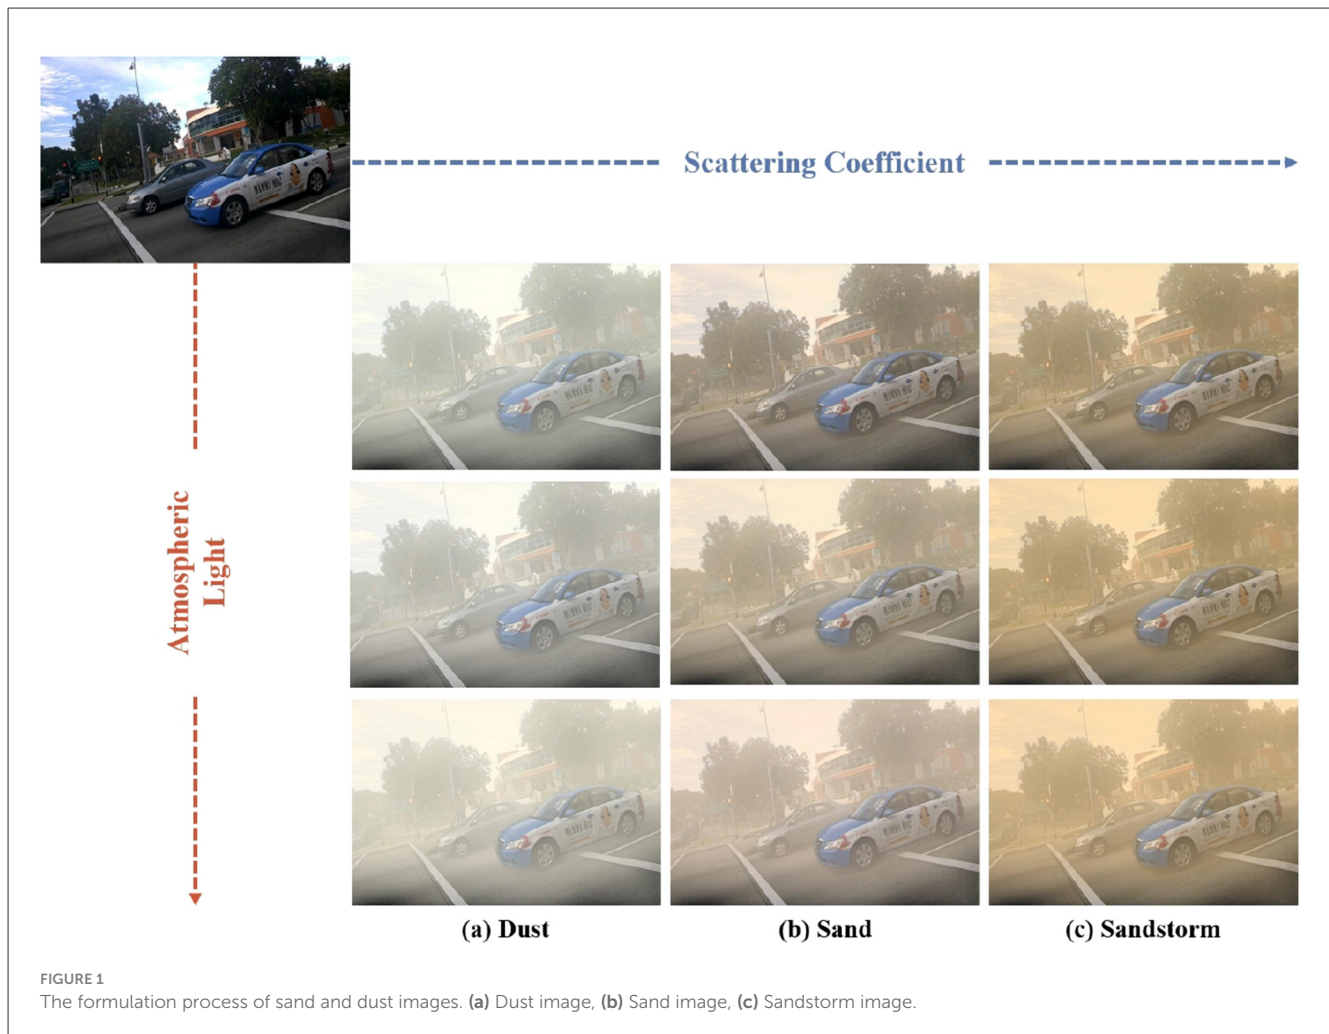 Scattering Coefficient
Atmospheric
Light
(a) Dust
(b) Sand
(c) Sandstorm
FIGURE 1
The formulation process of sand and dust images. (a) Dust image, (b) Sand image, (c) Sandstorm image.